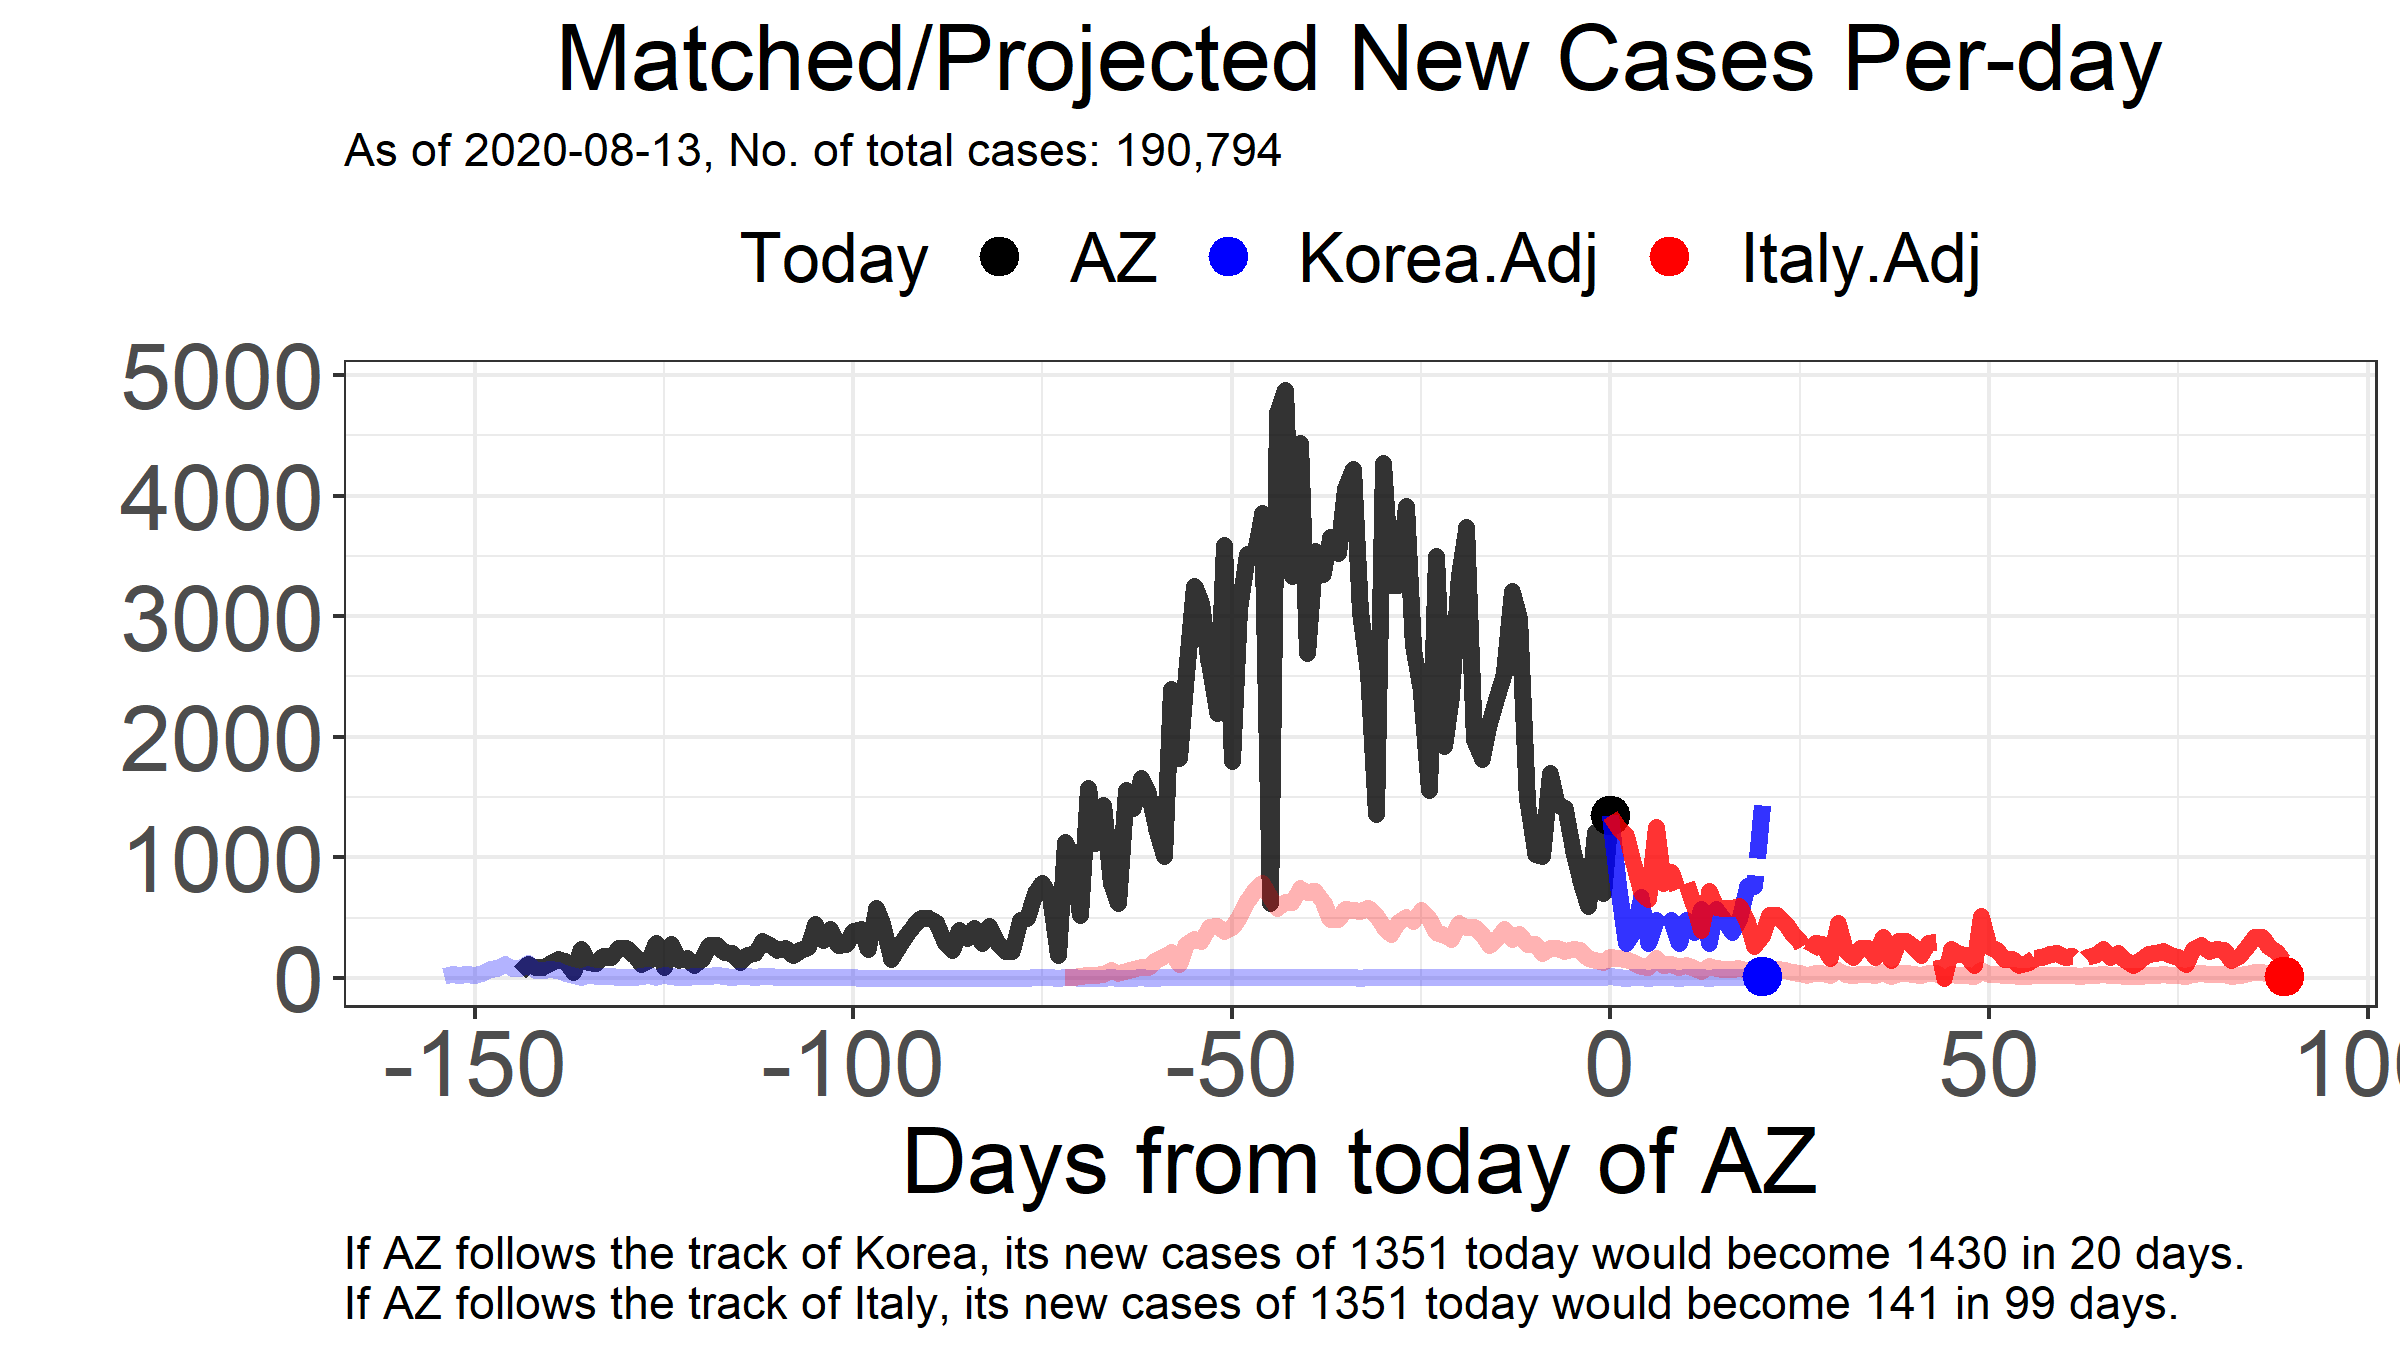 Matched/Projected New Cases Per-day
As of 2020-08-13, No. of total cases: 190,794
Today AZ Korea.Adj Italy.Adj
5000
4000
3000
2000
1000
0
-150 -100 -50 0 50 100
Days from today of AZ
If AZ follows the track of Korea, its new cases of 1351 today would become 1430 in 20 days.
If AZ follows the track of Italy, its new cases of 1351 today would become 141 in 99 days.